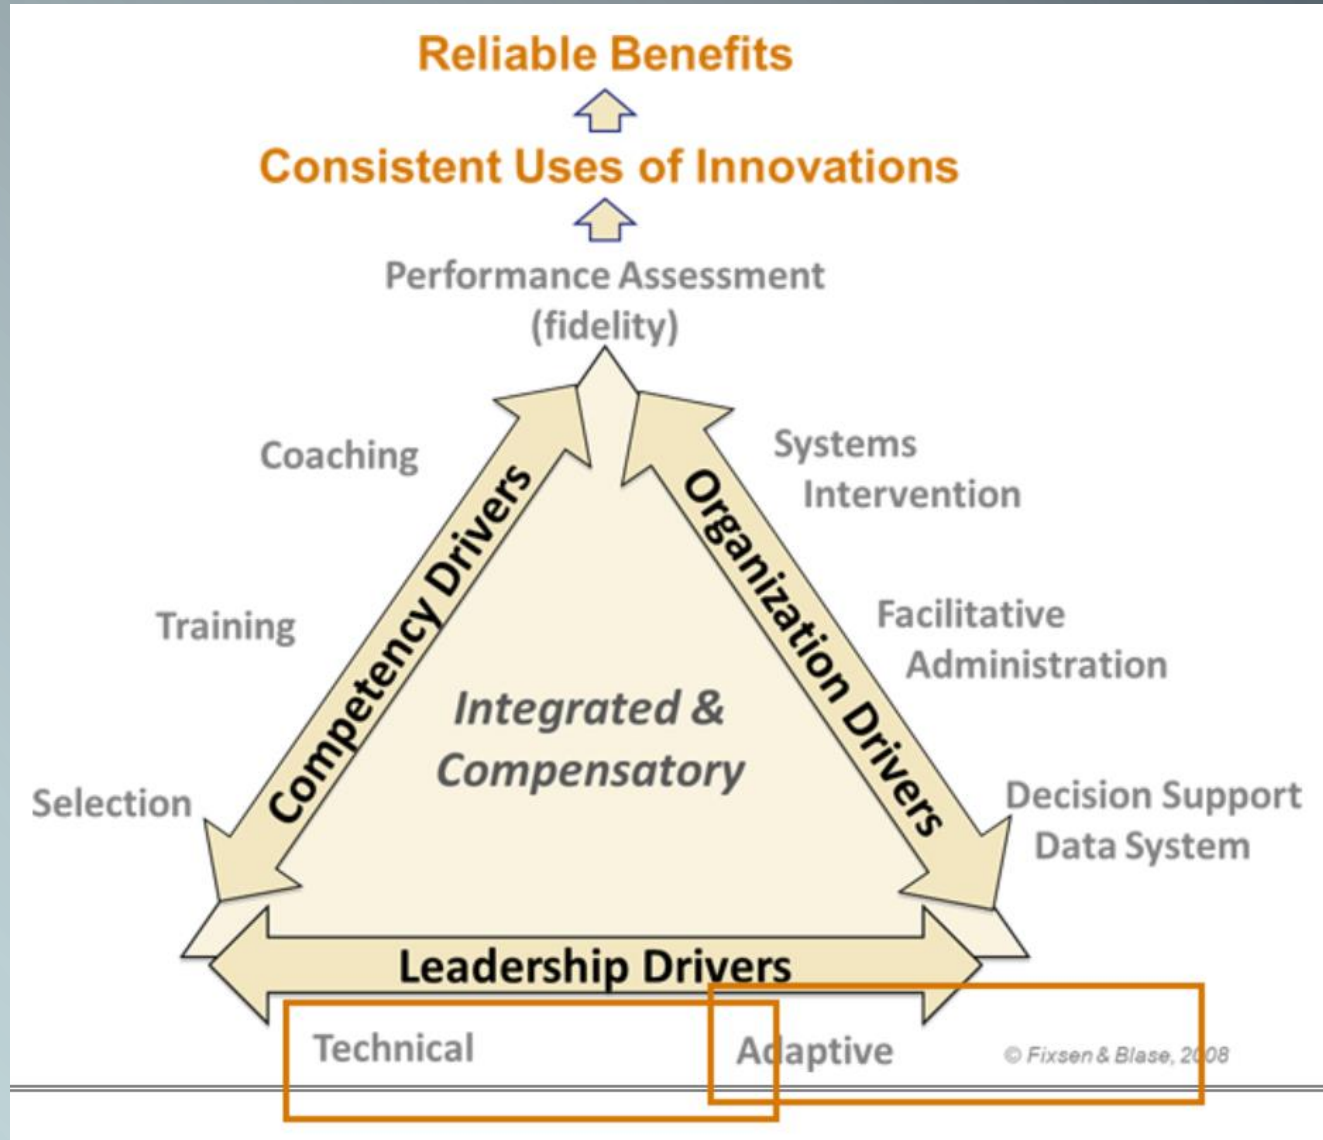 Reliable Benefits
Consistent Uses of Innovations
Performance Assessment
(fidelity)
Coaching
Training
Selection
Competency Drivers
Systems
Intervention
Facilitative
Administration
Decision Support
Data System
Organization Drivers
Integrated &
Compensatory
Leadership Drivers
Technical
Adaptive
© Fixsen & Blase, 2008